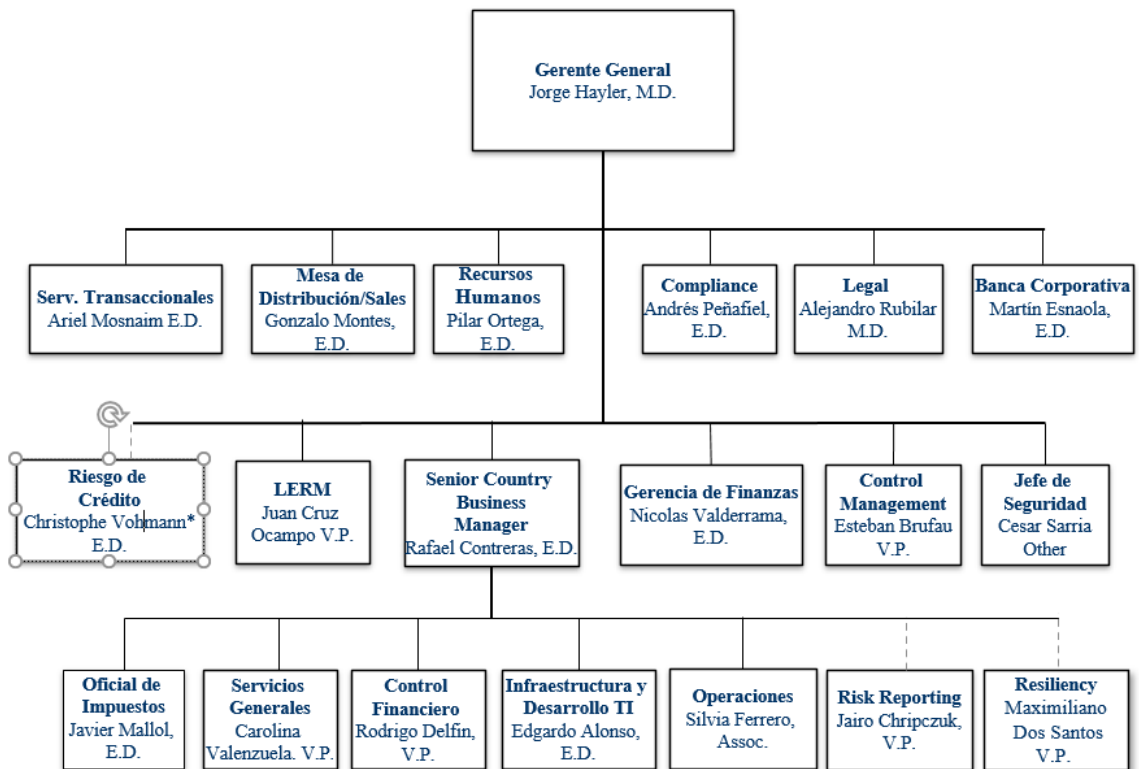 Gerente General
Jorge Hayler, M.D.
Serv. Transaccionales
Ariel Mosnaim E.D.
Mesa de
Distribución/Sales
Gonzalo Montes,
E.D.
Recursos
Humanos
Pilar Ortega,
E.D.
Compliance
Andrés Peñafiel,
E.D.
Legal
Alejandro Rubilar
M.D.
Banca Corporativa
Martín Esnaola,
E.D.
Riesgo de
Crédito
Christophe Vohmann*
E.D.
LERM
Juan Cruz
Ocampo V.P.
Senior Country
Business
Manager
Rafael Contreras, E.D.
Gerencia de Finanzas
Nicolas Valderrama,
E.D.
Control
Management
Esteban Brufau
V.P.
Jefe de
Seguridad
Cesar Sarria
Other
Oficial de
Impuestos
Javier Mallol,
E.D.
Servicios
Generales
Carolina
Valenzuela. V.P.
Control
Financiero
Rodrigo Delfin,
V.P.
Infraestructura y
Desarrollo TI
Edgardo Alonso,
E.D.
Operaciones
Silvia Ferrero,
Assoc.
Risk Reporting
Jairo Chripczuk,
V.P.
Resiliency
Maximiliano
Dos Santos
V.P.